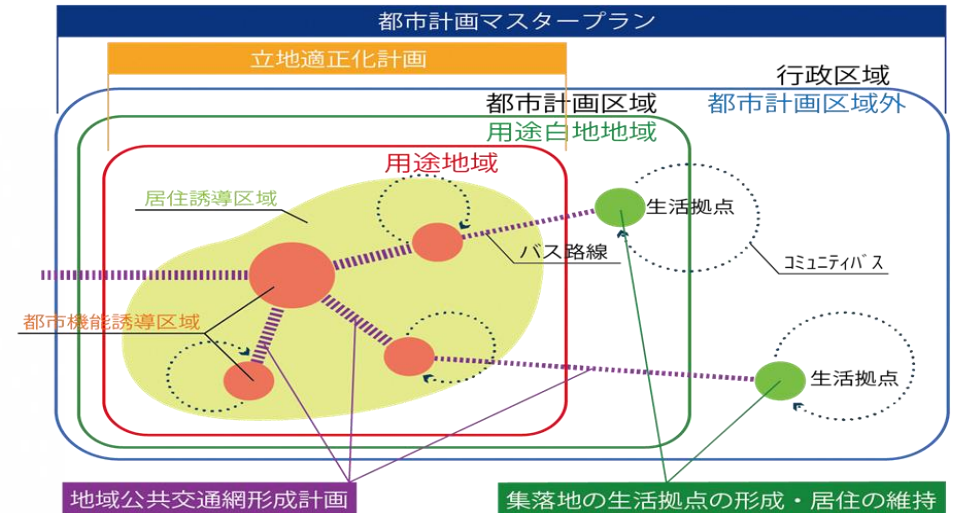 都市計画マスタープラン
立地適正化計画
行政区域
都市計画区域
都市計画区域外
用途白地地域
用途地域
居住誘導区域
生活拠点
バス路線
コミュニティバス
都市機能誘導区域
生活拠点
地域公共交通網形成計画
集落地の生活拠点の形成・居住の維持